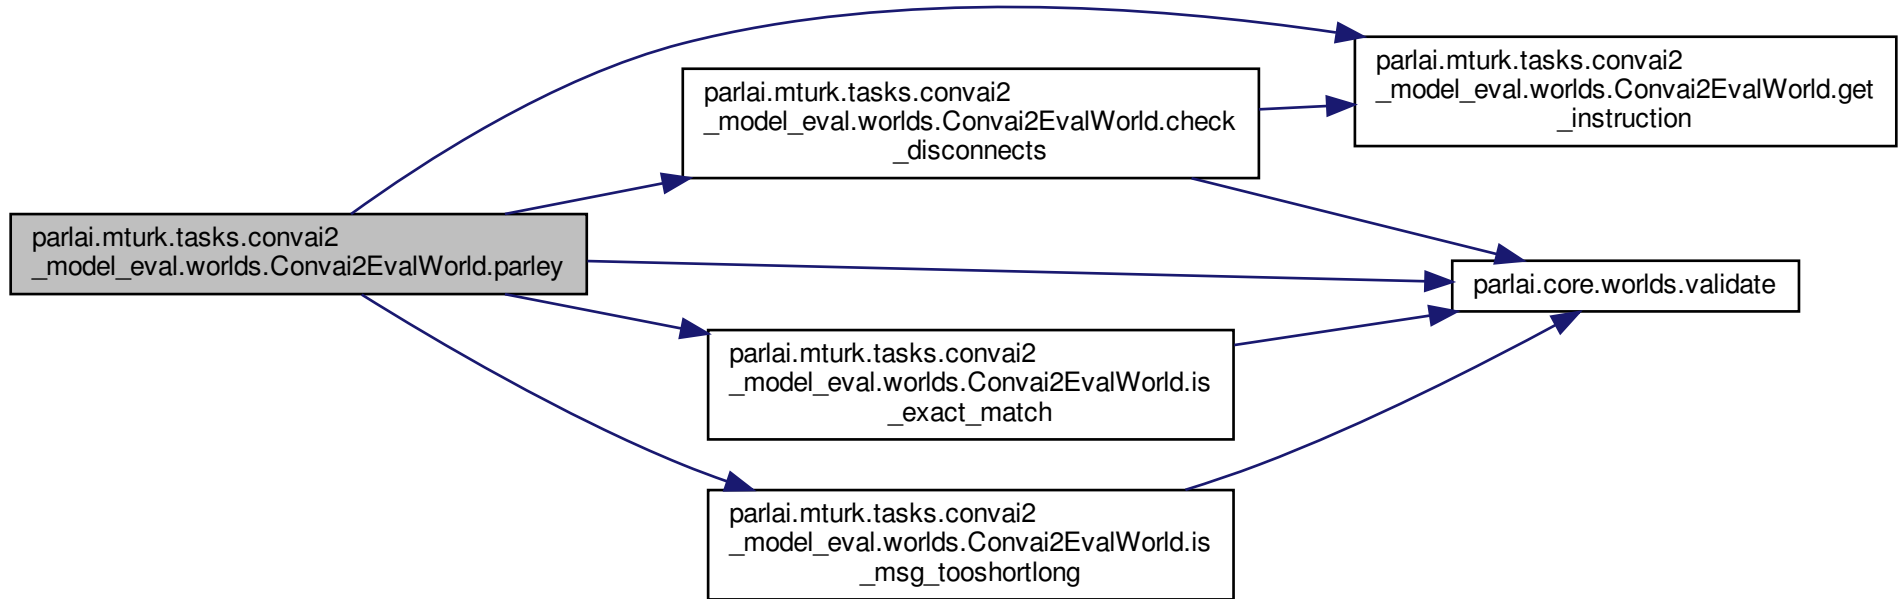 parlai.mturk.tasks.convai2
_model_eval.worlds.Convai2EvalWorld.parley
parlai.mturk.tasks.convai2
_model_eval.worlds.Convai2EvalWorld.check
_disconnects
parlai.mturk.tasks.convai2
_model_eval.worlds.Convai2EvalWorld.get
_instruction
parlai.core.worlds.validate
parlai.mturk.tasks.convai2
_model_eval.worlds.Convai2EvalWorld.is
_exact_match
parlai.mturk.tasks.convai2
_model_eval.worlds.Convai2EvalWorld.is
_msg_tooshortlong